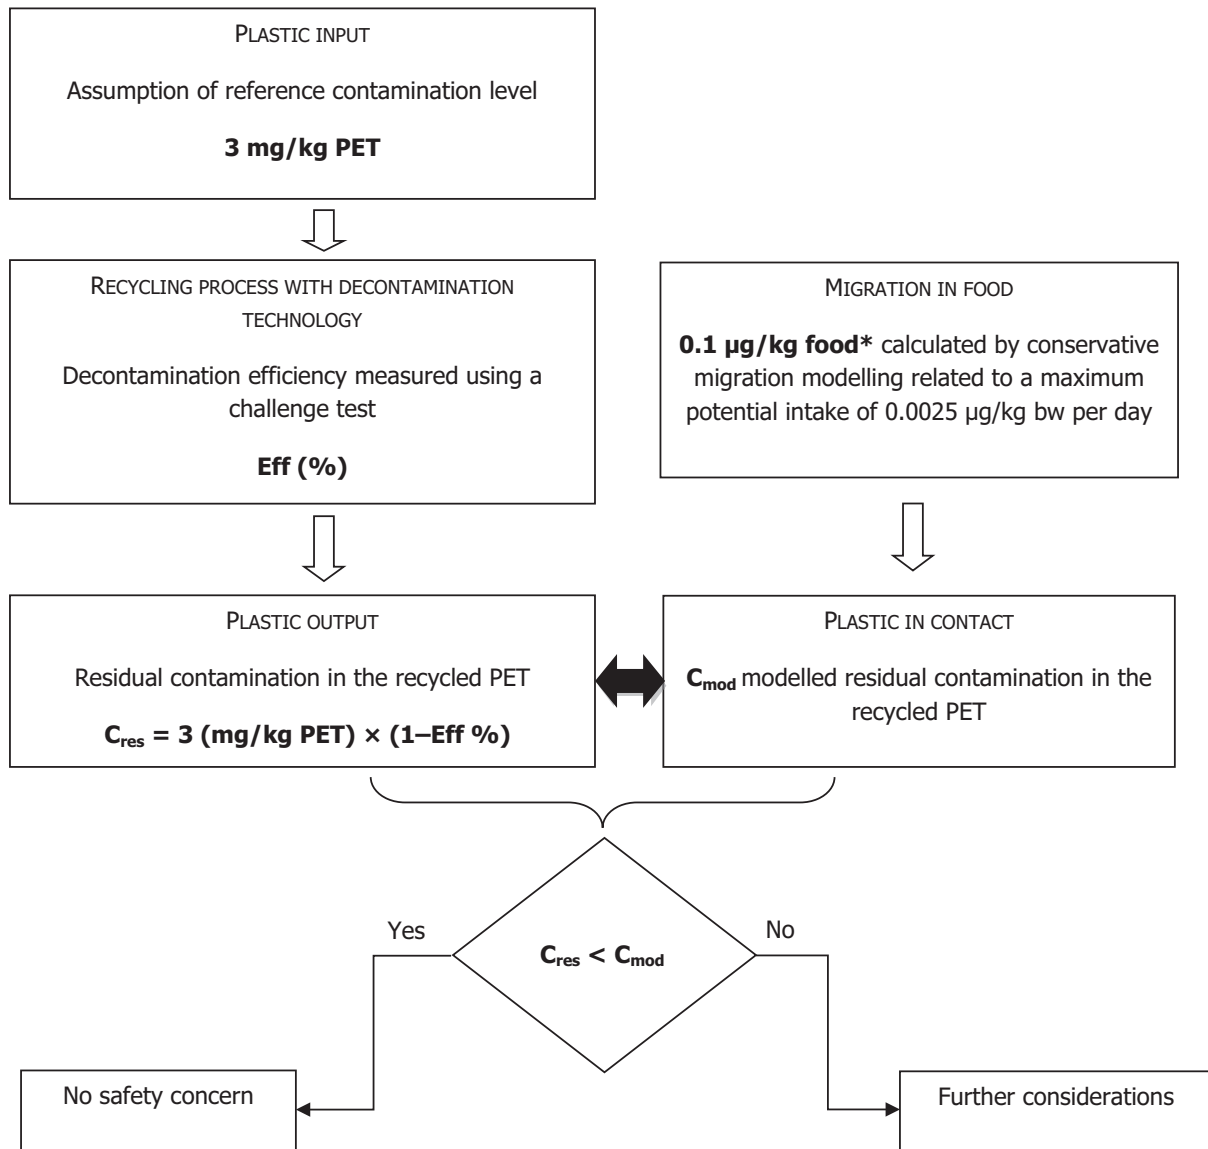 PLASTIC INPUT
Assumption of reference contamination level
3 mg/kg PET
RECYCLING PROCESS WITH DECONTAMINATION
TECHNOLOGY
Decontamination efficiency measured using a
challenge test
Eff (%)
MIGRATION IN FOOD
0.1 µg/kg food* calculated by conservative
migration modelling related to a maximum
potential intake of 0.0025 µg/kg bw per day
PLASTIC OUTPUT
Residual contamination in the recycled PET
Cres = 3 (mg/kg PET) × (1–Eff %)
PLASTIC IN CONTACT
Cmod modelled residual contamination in the
recycled PET
Yes
Cres < Cmod
No
No safety concern
Further considerations